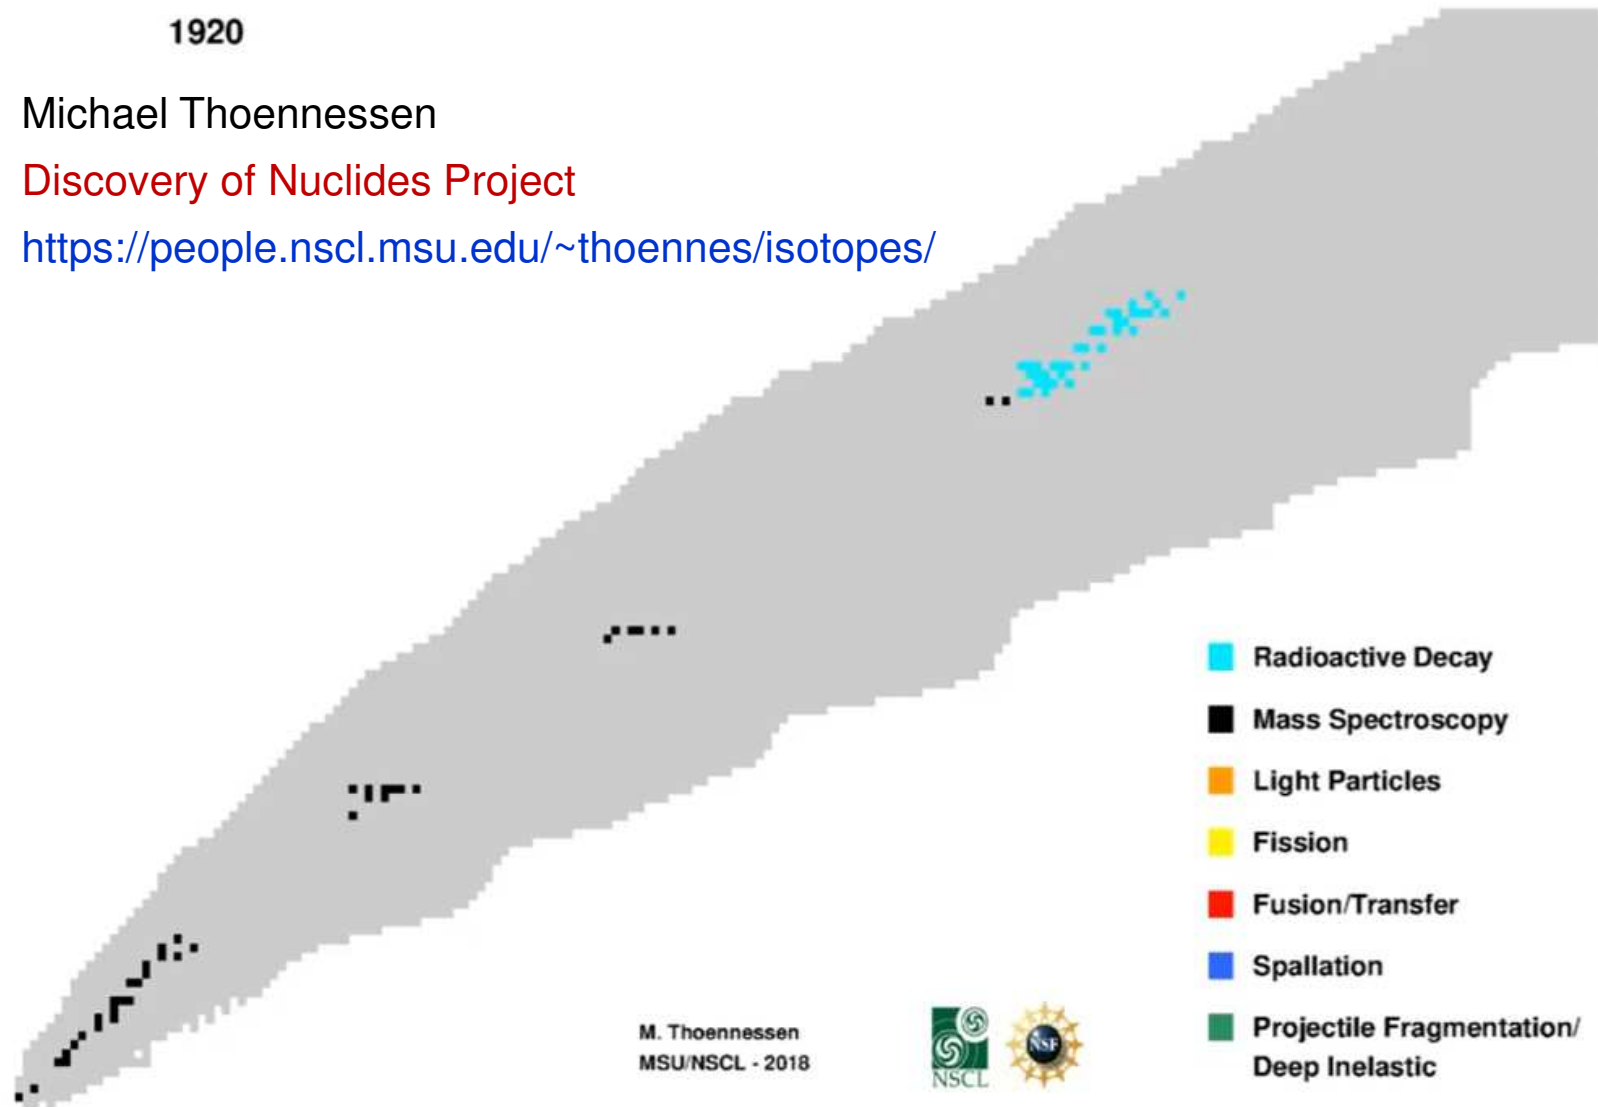 1920
Michael Thoennessen
Discovery of Nuclides Project
https://people.nscl.msu.edu/~thoennes/isotopes/
Radioactive Decay
Mass Spectroscopy
Light Particles
Fission
Fusion/Transfer
Spallation
Projectile Fragmentation/
Deep Inelastic
M. Thoennessen
MSU/NSCL - 2018
NSCL
NSF